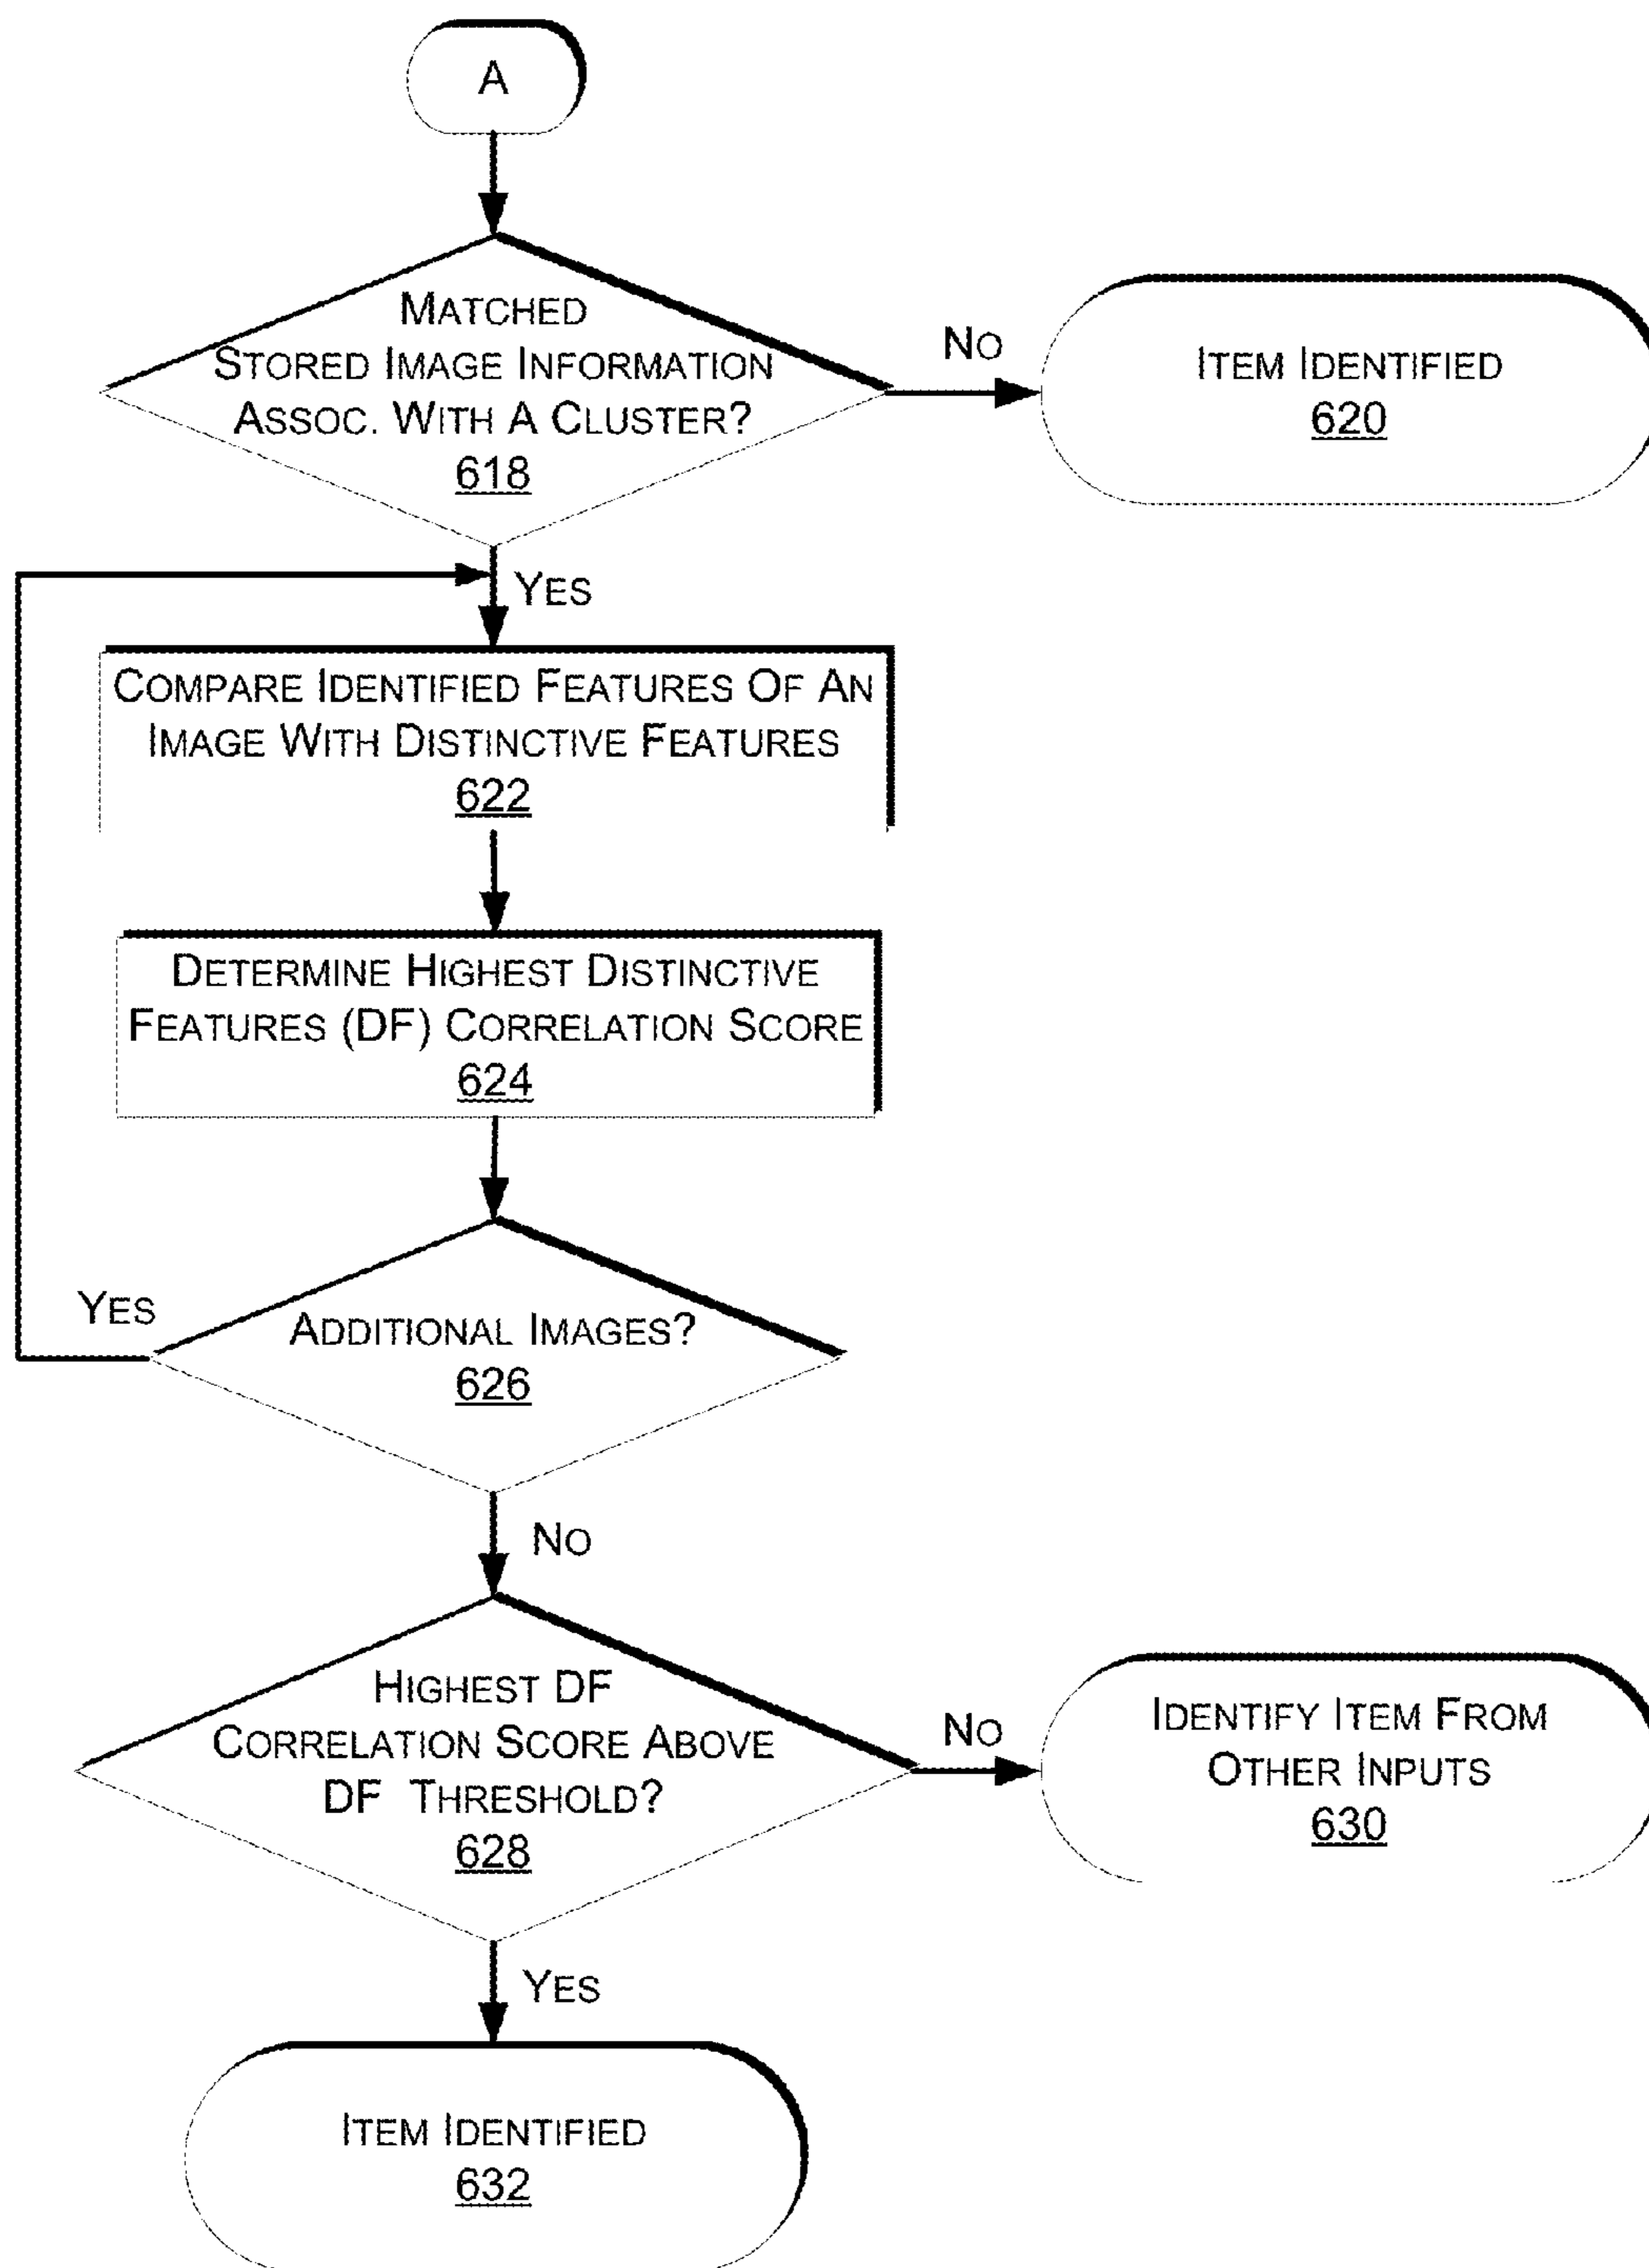 A
MATCHED
STORED IMAGE INFORMATION
ASSOC. WITH A CLUSTER?
618
NO
ITEM IDENTIFIED
620
YES
COMPARE IDENTIFIED FEATURES OF AN
IMAGE WITH DISTINCTIVE FEATURES
622
DETERMINE HIGHEST DISTINCTIVE
FEATURES (DF) CORRELATION SCORE
624
YES
ADDITIONAL IMAGES?
626
NO
HIGHEST DF
CORRELATION SCORE ABOVE
DF THRESHOLD?
628
NO
IDENTIFY ITEM FROM
OTHER INPUTS
630
YES
ITEM IDENTIFIED
632